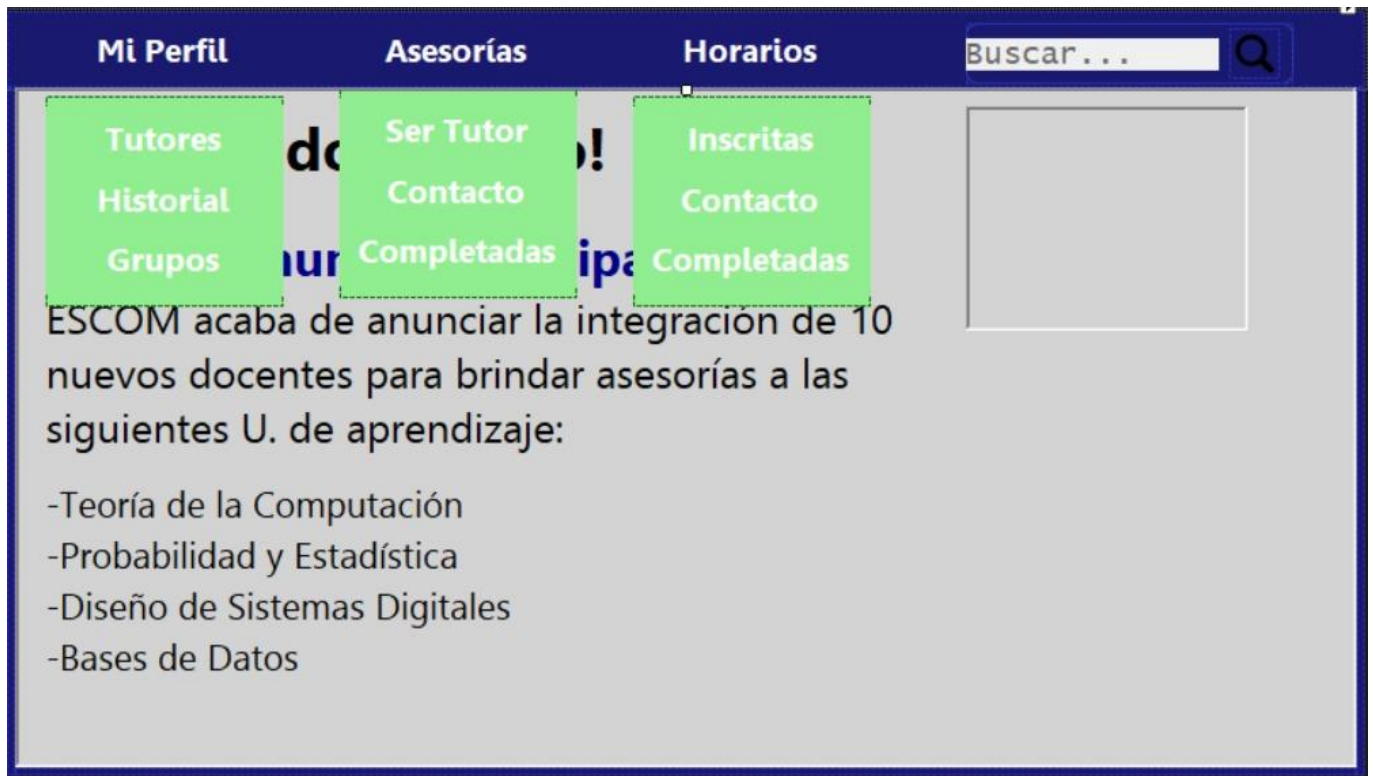 Mi Perfil Asesorías Horarios Buscar...
Tutores Ser Tutor Inscritas
Historial Contacto Contacto
Grupos Completadas Completadas
ESCOM acaba de anunciar la integración de 10
nuevos docentes para brindar asesorías a las
siguientes U. de aprendizaje:
-Teoría de la Computación
-Probabilidad y Estadística
-Diseño de Sistemas Digitales
-Bases de Datos